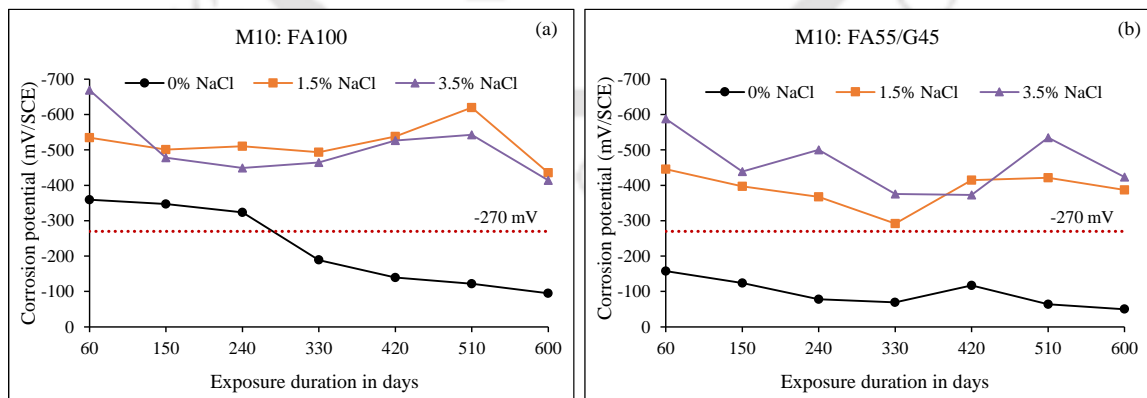 M10: FA100
(a)
0% NaCl
1.5% NaCl
3.5% NaCl
Corrosion potential (mV/SCE)
-700
-600
-500
-400
-300
-200
-100
0
-270 mV
60 150 240 330 420 510 600
Exposure duration in days
M10: FA55/G45
(b)
0% NaCl
1.5% NaCl
3.5% NaCl
Corrosion potential (mV/SCE)
-700
-600
-500
-400
-300
-200
-100
0
-270 mV
60 150 240 330 420 510 600
Exposure duration in days